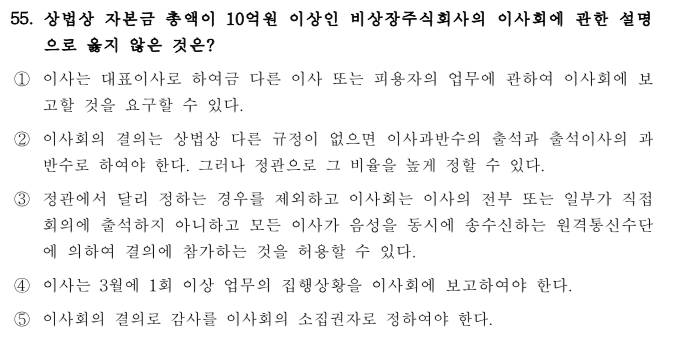 55. 상법상 자본금 총액이 10억원 이상인 비상장주식회사의 이사회에 관한 설명
으로 옳지 않은 것은?
① 이사는 대표이사로 하여금 다른 이사 또는 피용자의 업무에 관하여 이사회에 보
고할 것을 요구할 수 있다.
② 이사회의 결의는 상법상 다른 규정이 없으면 이사과반수의 출석과 출석이사의 과
반수로 하여야 한다. 그러나 정관으로 그 비율을 높게 정할 수 있다.
③ 정관에서 달리 정하는 경우를 제외하고 이사회는 이사의 전부 또는 일부가 직접
회의에 출석하지 아니하고 모든 이사가 음성을 동시에 송수신하는 원격통신수단
에 의하여 결의에 참가하는 것을 허용할 수 있다.
④ 이사는 3월에 1회 이상 업무의 집행상황을 이사회에 보고하여야 한다.
⑤ 이사회의 결의로 감사를 이사회의 소집권자로 정하여야 한다.